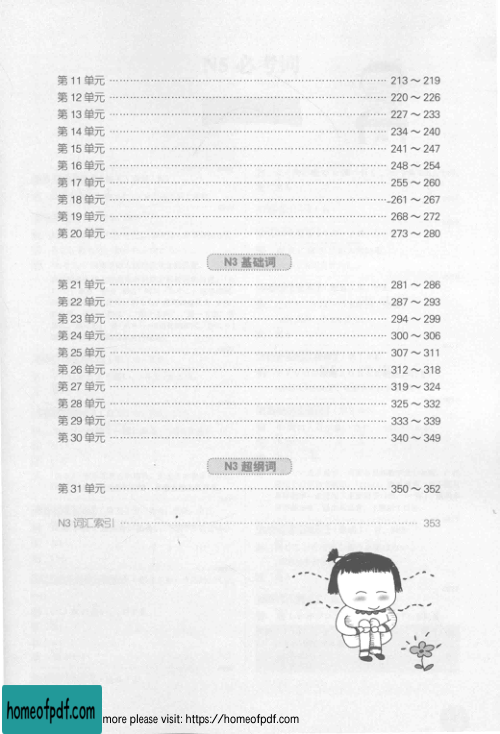 第 11 单元 …… 213～219
第 12 单元 …… 220～226
第 13 单元 …… 227～233
第 14 单元 …… 234～240
第 15 单元 …… 241～247
第 16 单元 …… 248～254
第 17 单元 …… 255～260
第 18 单元 …… 261～267
第 19 单元 …… 268～272
第 20 单元 …… 273～280
N3 基础词
第 21 单元 …… 281～286
第 22 单元 …… 287～293
第 23 单元 …… 294～299
第 24 单元 …… 300～306
第 25 单元 …… 307～311
第 26 单元 …… 312～318
第 27 单元 …… 319～324
第 28 单元 …… 325～332
第 29 单元 …… 333～339
第 30 单元 …… 340～349
N3 超纲词
第 31 单元 …… 350～352
N3 词汇索引 …… 353
homeofpdf.com
more please visit: https://homeofpdf.com